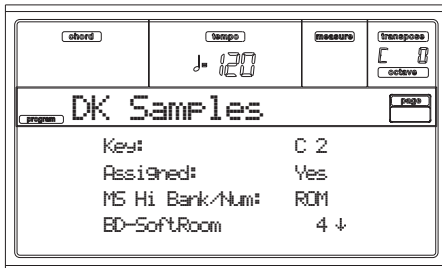 chord tempo measure transpose
♩= 120 C 0
octave
program DK Samples page
Key: C 2
Assigned: Yes
MS Hi Bank/Num: ROM
BD-SoftRoom 4 ↓